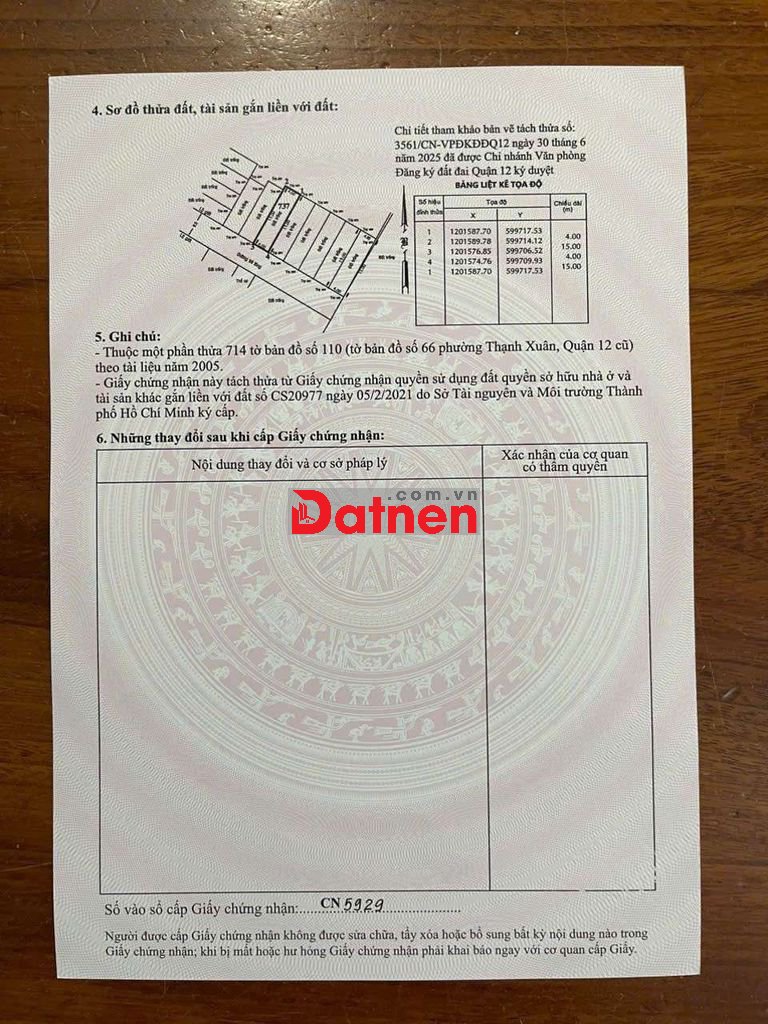 4. Sơ đồ thửa đất, tài sản gắn liền với đất:
Chi tiết tham khảo bản vẽ tách thửa số:
3561/CN-VPĐKĐĐQ12 ngày 30 tháng 6
năm 2025 đã được Chi nhánh Văn phòng
Đăng ký đất đai Quận 12 ký duyệt
BẢNG LIỆT KÊ TỌA ĐỘ
Số hiệu đỉnh thửa Tọa độ Chiều dài (m)
X Y
1 1201587.70 599717.53
4.00
2 1201589.78 599714.12
15.00
3 1201576.85 599706.52
4.00
4 1201574.76 599709.93
15.00
1 1201587.70 599717.53
737
B
5. Ghi chú:
- Thuộc một phần thửa 714 tờ bản đồ số 110 (tờ bản đồ số 66 phường Thạnh Xuân, Quận 12 cũ)
theo tài liệu năm 2005.
- Giấy chứng nhận này tách thửa từ Giấy chứng nhận quyền sử dụng đất quyền sở hữu nhà ở và
tài sản khác gắn liền với đất số CS20977 ngày 05/2/2021 do Sở Tài nguyên và Môi trường Thành
phố Hồ Chí Minh ký cấp.
6. Những thay đổi sau khi cấp Giấy chứng nhận:
Nội dung thay đổi và cơ sở pháp lý
Xác nhận của cơ quan
có thẩm quyền
.com.vn
Datnen
Số vào sổ cấp Giấy chứng nhận: CN 5929
Người được cấp Giấy chứng nhận không được sửa chữa, tẩy xóa hoặc bổ sung bất kỳ nội dung nào trong
Giấy chứng nhận; khi bị mất hoặc hư hỏng Giấy chứng nhận phải khai báo ngay với cơ quan cấp Giấy.